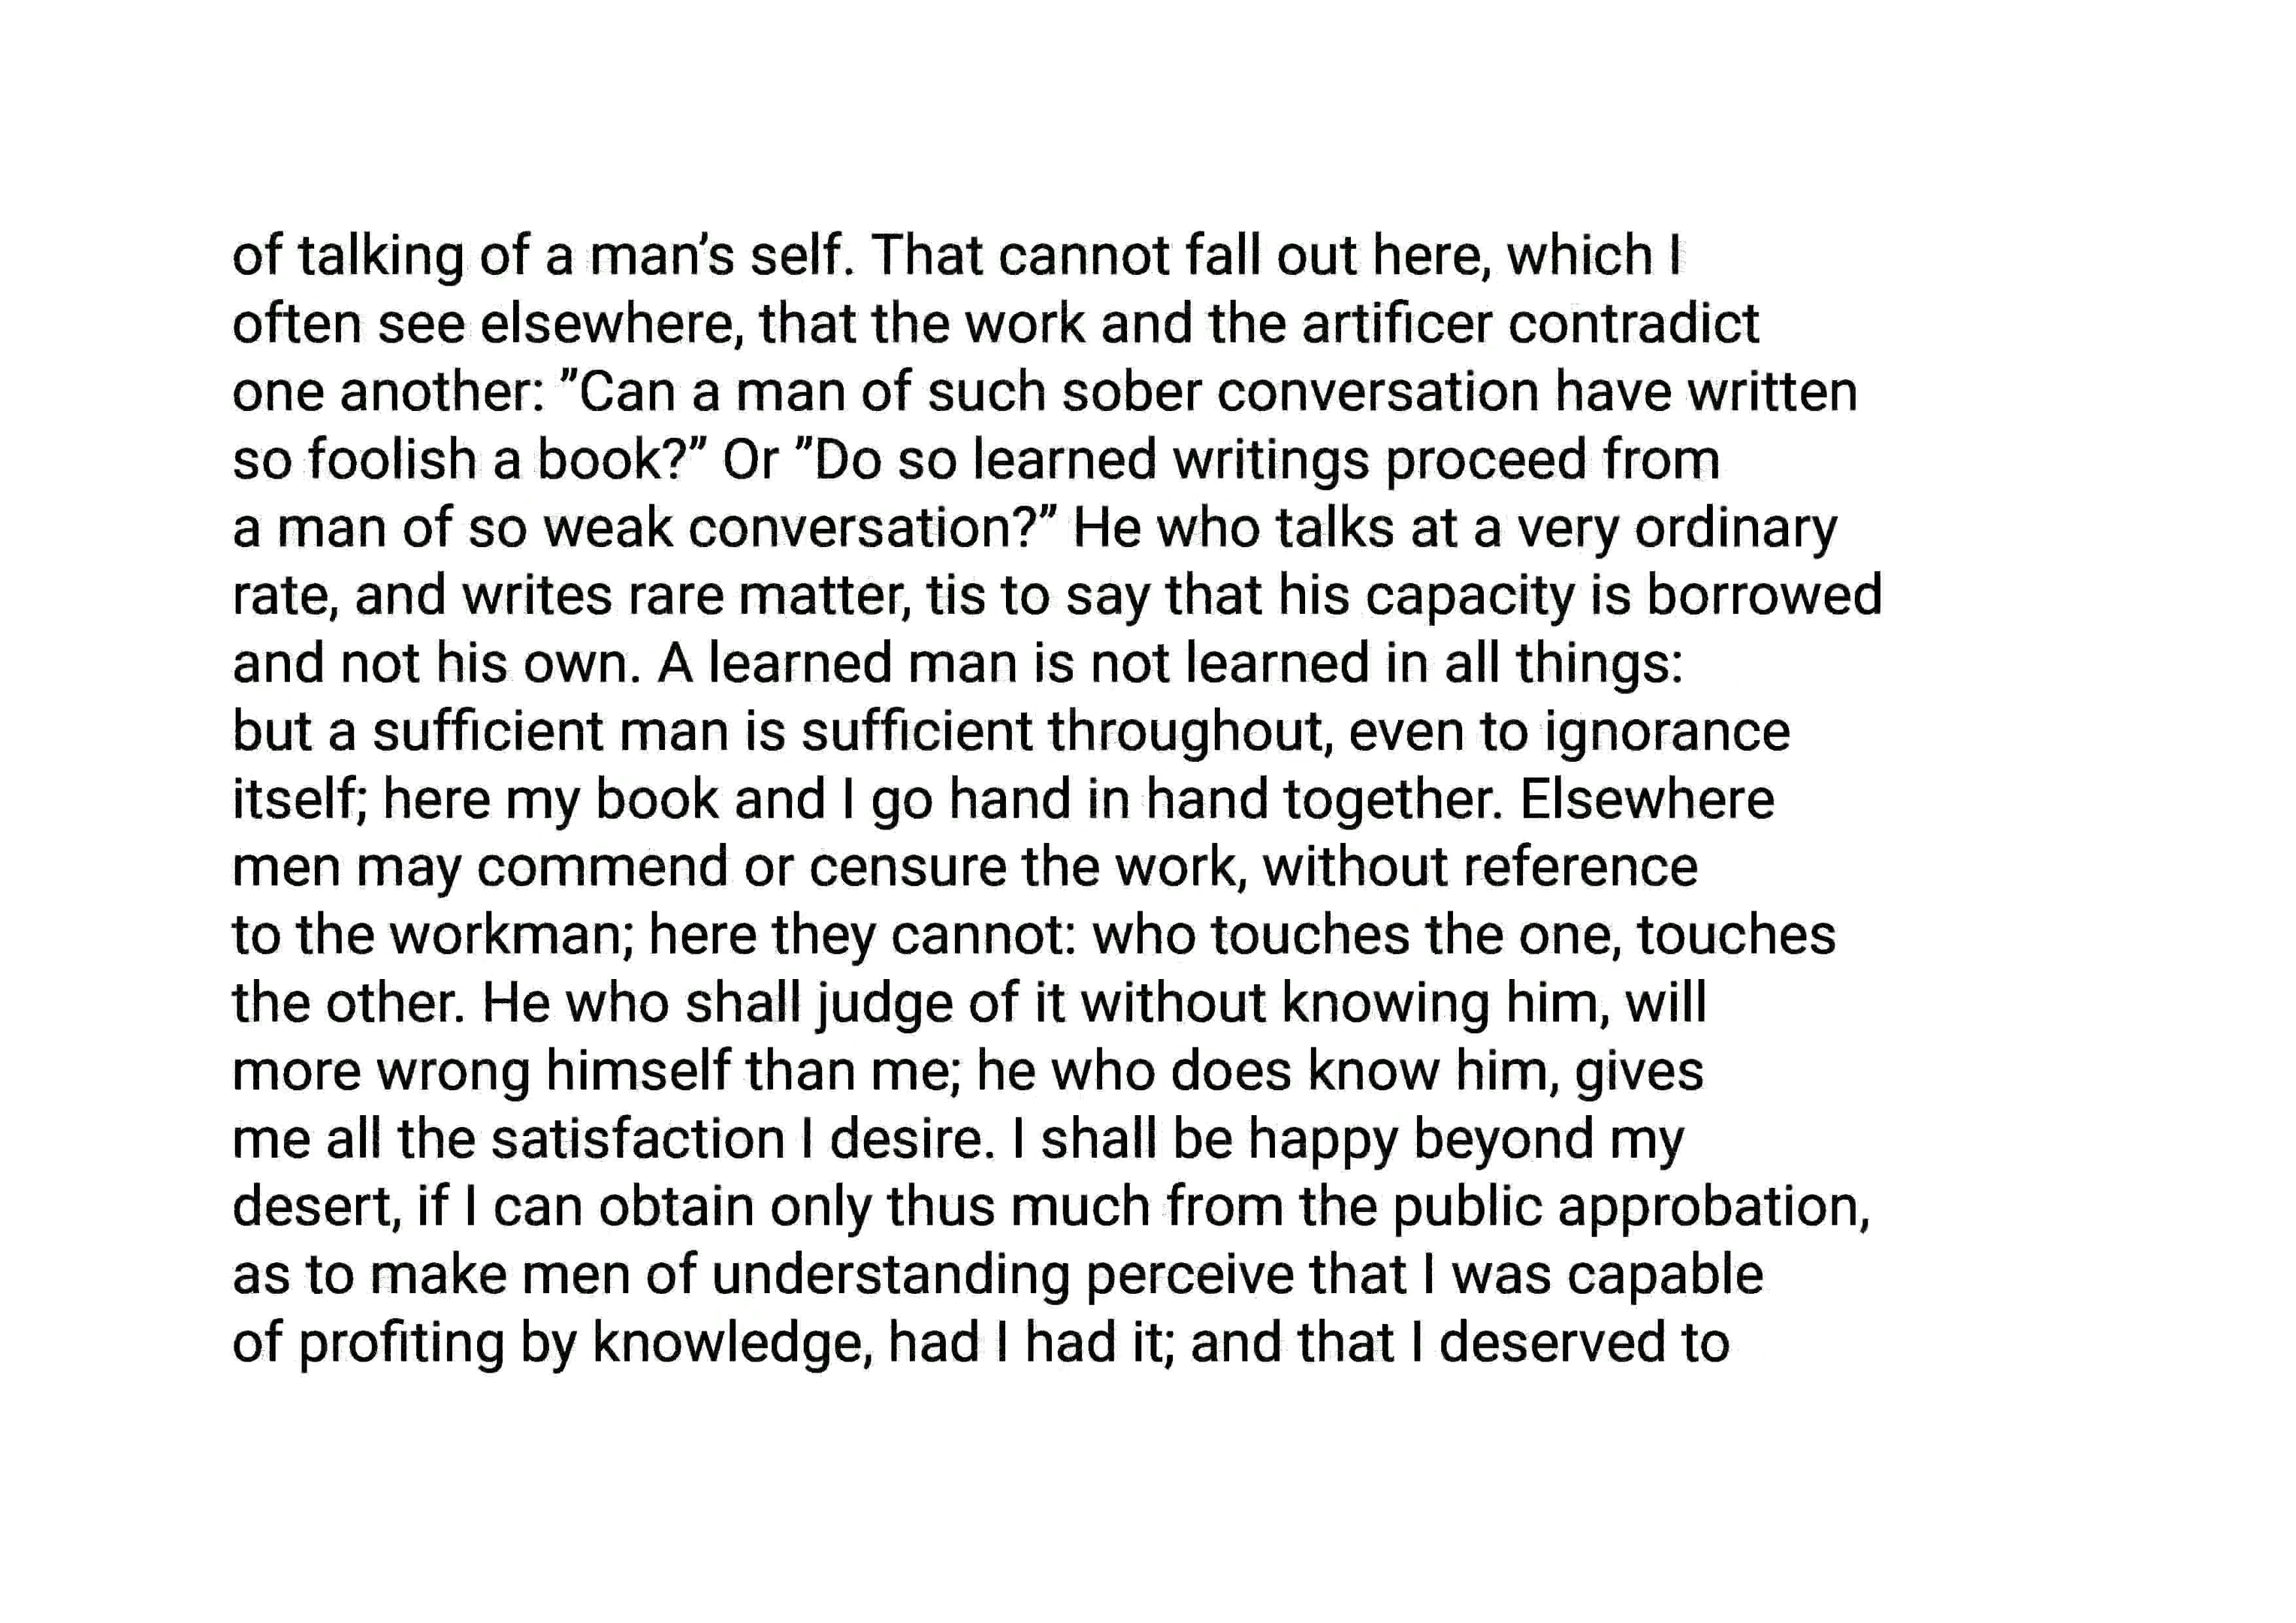 of talking of a man’s self. That cannot fall out here, which I
often see elsewhere, that the work and the artificer contradict
one another: ”Can a man of such sober conversation have written
so foolish a book?” Or ”Do so learned writings proceed from
a man of so weak conversation?” He who talks at a very ordinary
rate, and writes rare matter, tis to say that his capacity is borrowed
and not his own. A learned man is not learned in all things:
but a sufficient man is sufficient throughout, even to ignorance
itself; here my book and I go hand in hand together. Elsewhere
men may commend or censure the work, without reference
to the workman; here they cannot: who touches the one, touches
the other. He who shall judge of it without knowing him, will
more wrong himself than me; he who does know him, gives
me all the satisfaction I desire. I shall be happy beyond my
desert, if I can obtain only thus much from the public approbation,
as to make men of understanding perceive that I was capable
of profiting by knowledge, had I had it; and that I deserved to